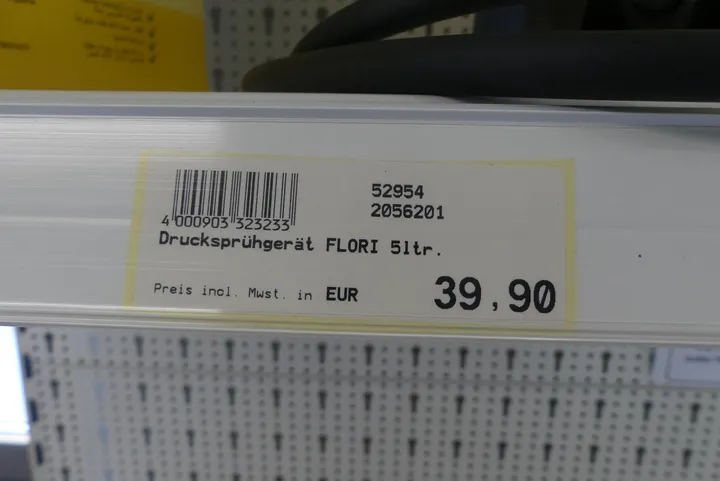 52954
2056201
4 000903 323233
Drucksprühgerät FLORI 5ltr.
Preis incl. Mwst. in EUR 39,90